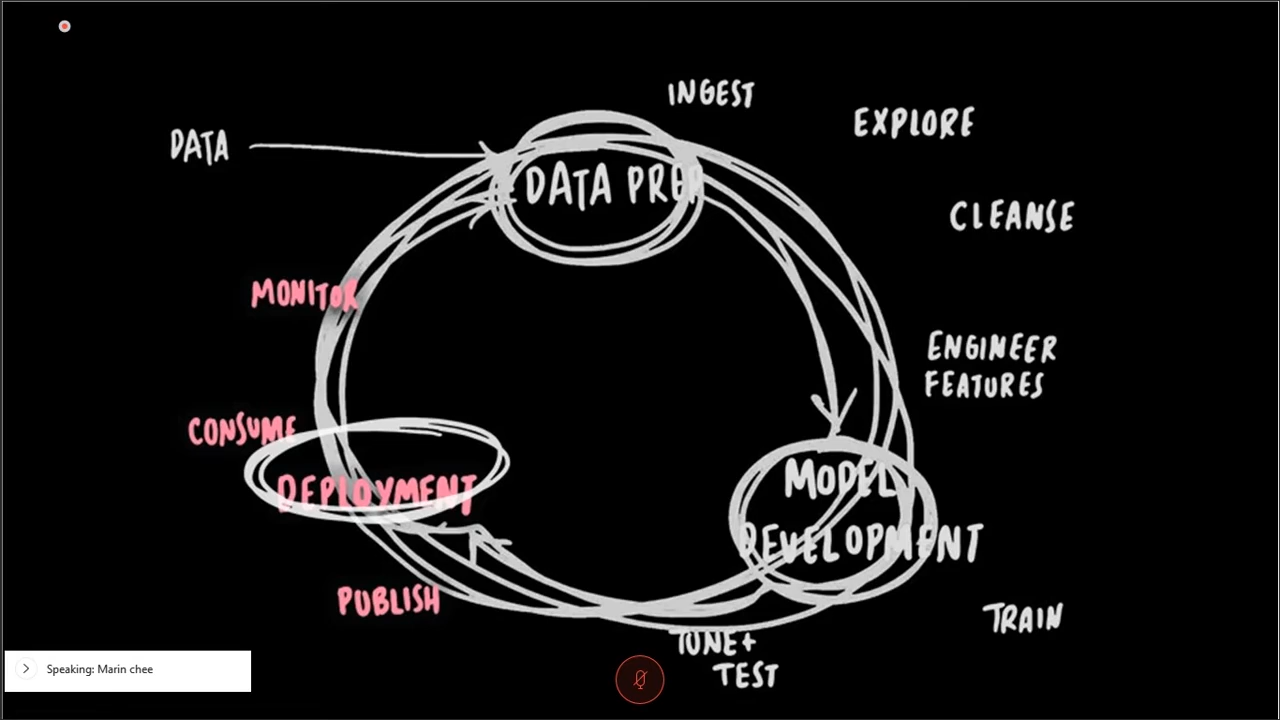 INGEST
EXPLORE
DATA
DATA PREP
CLEANSE
MONITOR
ENGINEER
FEATURES
CONSUME
MODEL
DEVELOPMENT
DEPLOYMENT
PUBLISH
TRAIN
TUNE+
TEST
Speaking: Marin chee